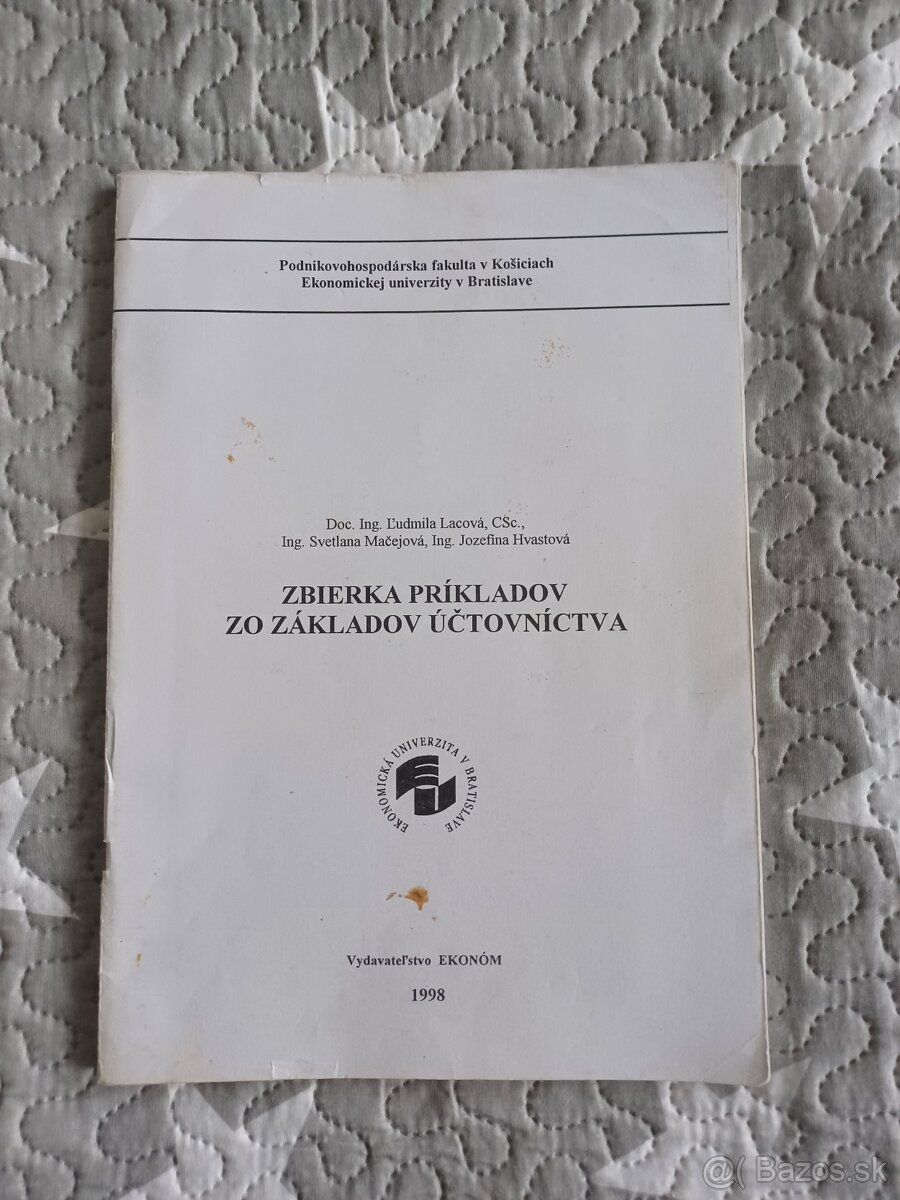 Podnikovohospodárska fakulta v Košiciach
Ekonomickej univerzity v Bratislave
Doc. Ing. Ľudmila Lacová, CSc.,
Ing. Svetlana Mačejová, Ing. Jozefína Hvastová
ZBIERKA PRÍKLADOV
ZO ZÁKLADOV ÚČTOVNÍCTVA
EKONOMICKÁ UNIVERZITA V BRATISLAVE
EU
Vydavateľstvo EKONÓM
1998
@( Bazos.sk